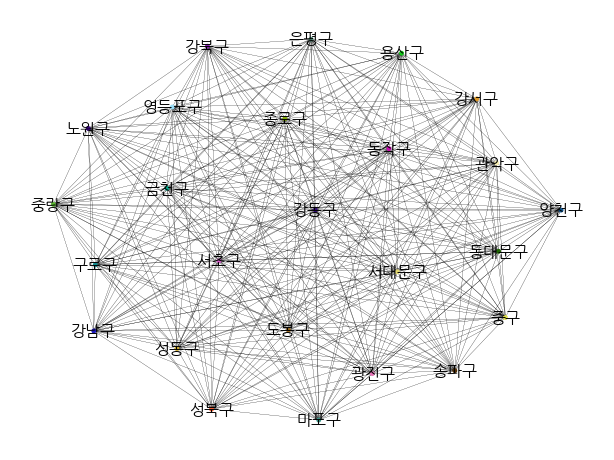 은평구
강북구
용산구
강서구
영등포구
종로구
노원구
동작구
관악구
금천구
중랑구
강동구
양천구
동대문구
서초구
구로구
서대문구
중구
도봉구
강남구
성동구
송파구
광진구
성북구
마포구